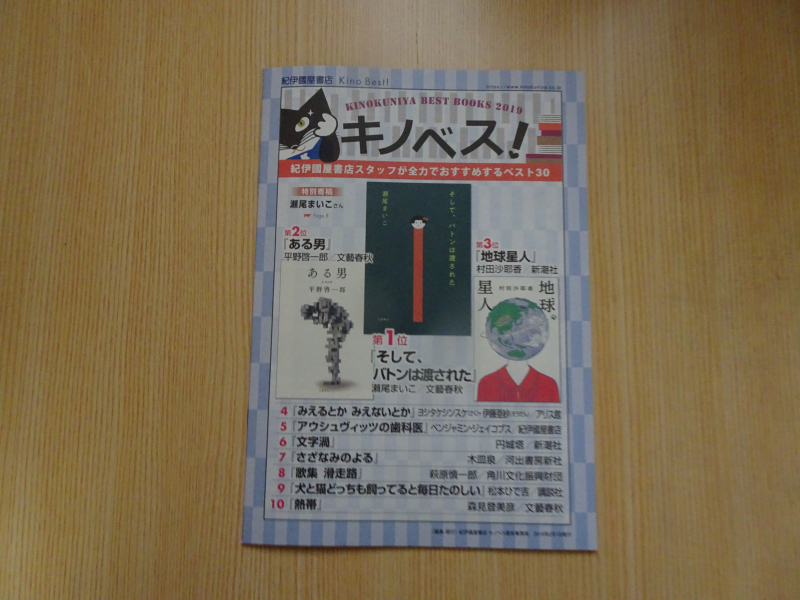 紀伊國屋書店 Kino Best!
KINOKUNIYA BEST BOOKS 2019
キノベス!
紀伊國屋書店スタッフが全力でおすすめするベスト30
特別寄稿
瀬尾まいこさん
Page 8
そして、バトンは渡された
瀬尾まいこ
第2位
『ある男』
平野啓一郎/文藝春秋
ある男
平野啓一郎
第3位
『地球星人』
村田沙耶香/新潮社
地球星人
村田沙耶香
第1位
『そして、
バトンは渡された』
瀬尾まいこ/文藝春秋
4『みえるとか みえないとか』ヨシタケシンスケ 伊藤亜紗 アリス館
5『アウシュヴィッツの歯科医』ベンジャミン・ジェイコブス 紀伊國屋書店
6『文字渦』円城塔/新潮社
7『さざなみのよる』木皿泉/河出書房新社
8『歌集 滑走路』萩原慎一郎/角川文化振興財団
9『犬と猫どっちも飼ってると毎日たのしい』松本ひで吉 講談社
10『熱帯』森見登美彦/文藝春秋